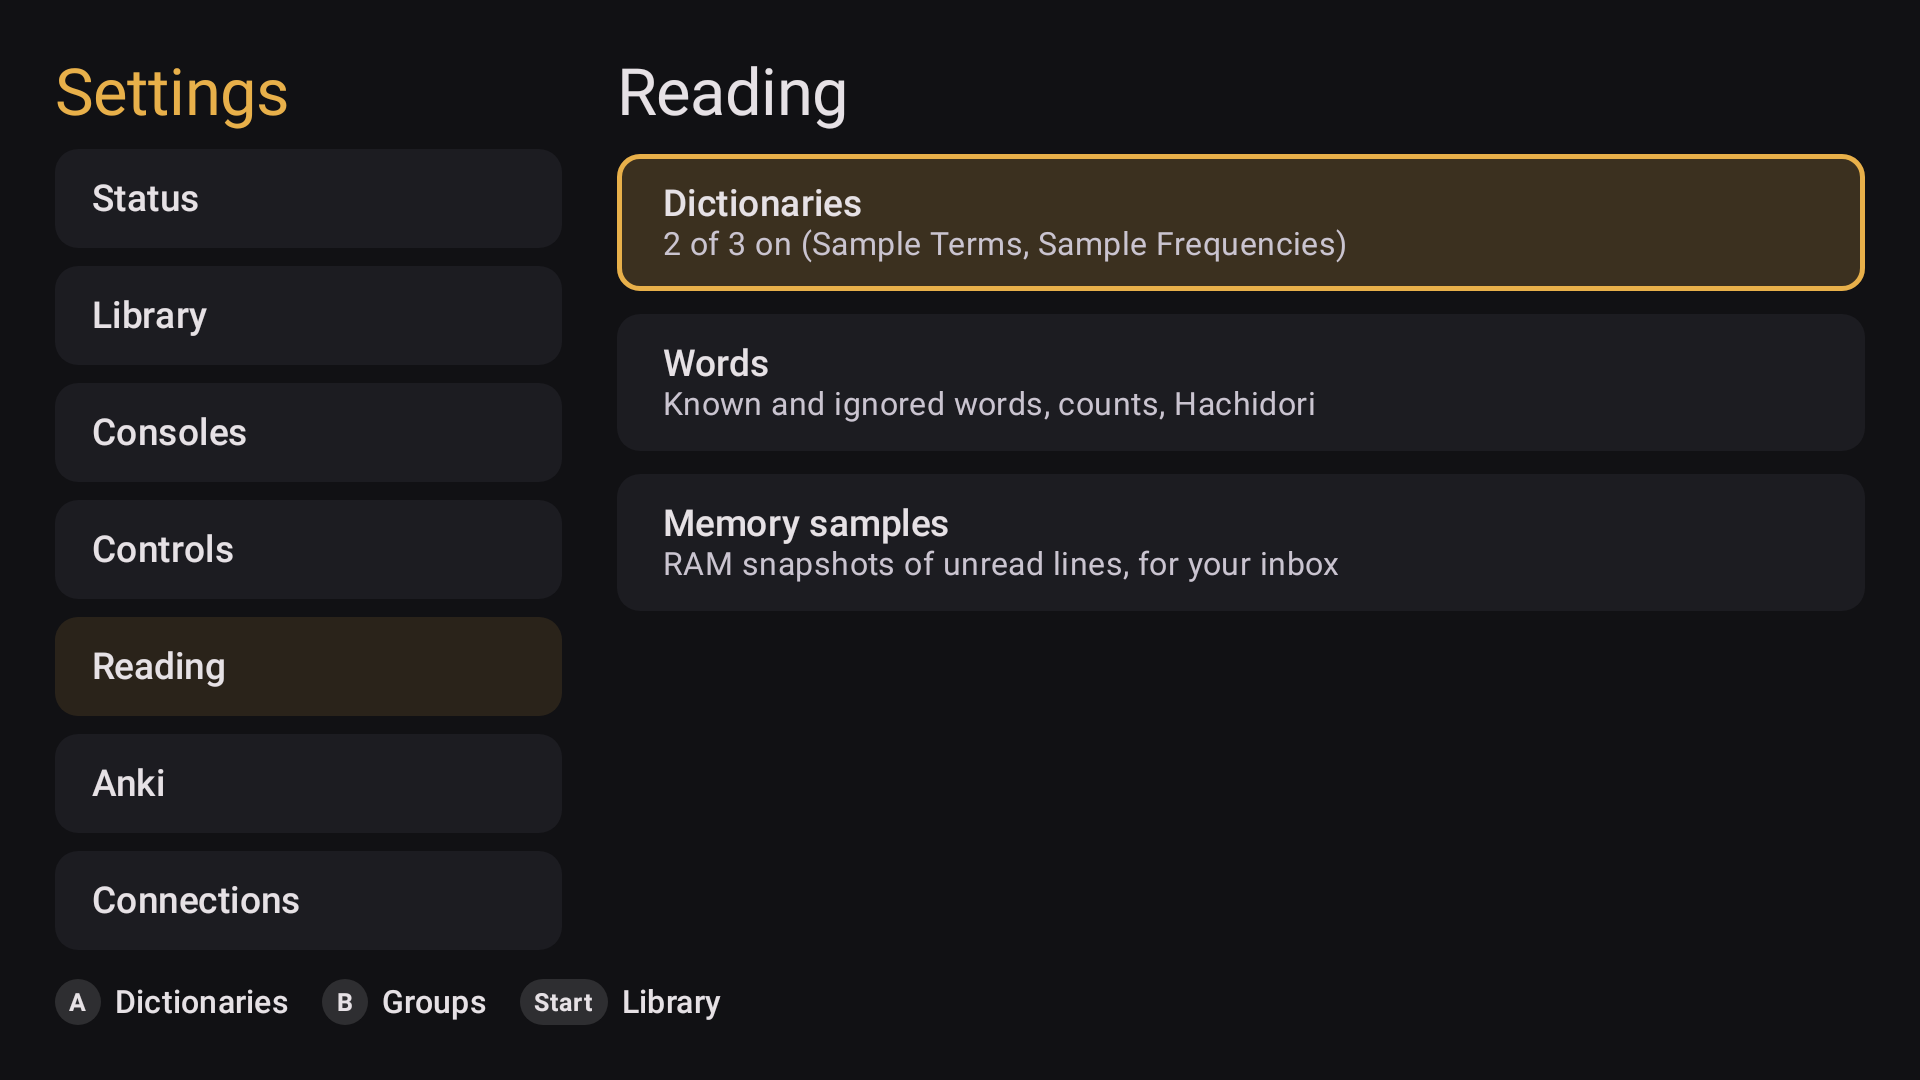 Settings
Status
Library
Consoles
Controls
Reading
Anki
Connections
Reading
Dictionaries
2 of 3 on (Sample Terms, Sample Frequencies)
Words
Known and ignored words, counts, Hachidori
Memory samples
RAM snapshots of unread lines, for your inbox
A Dictionaries B Groups Start Library